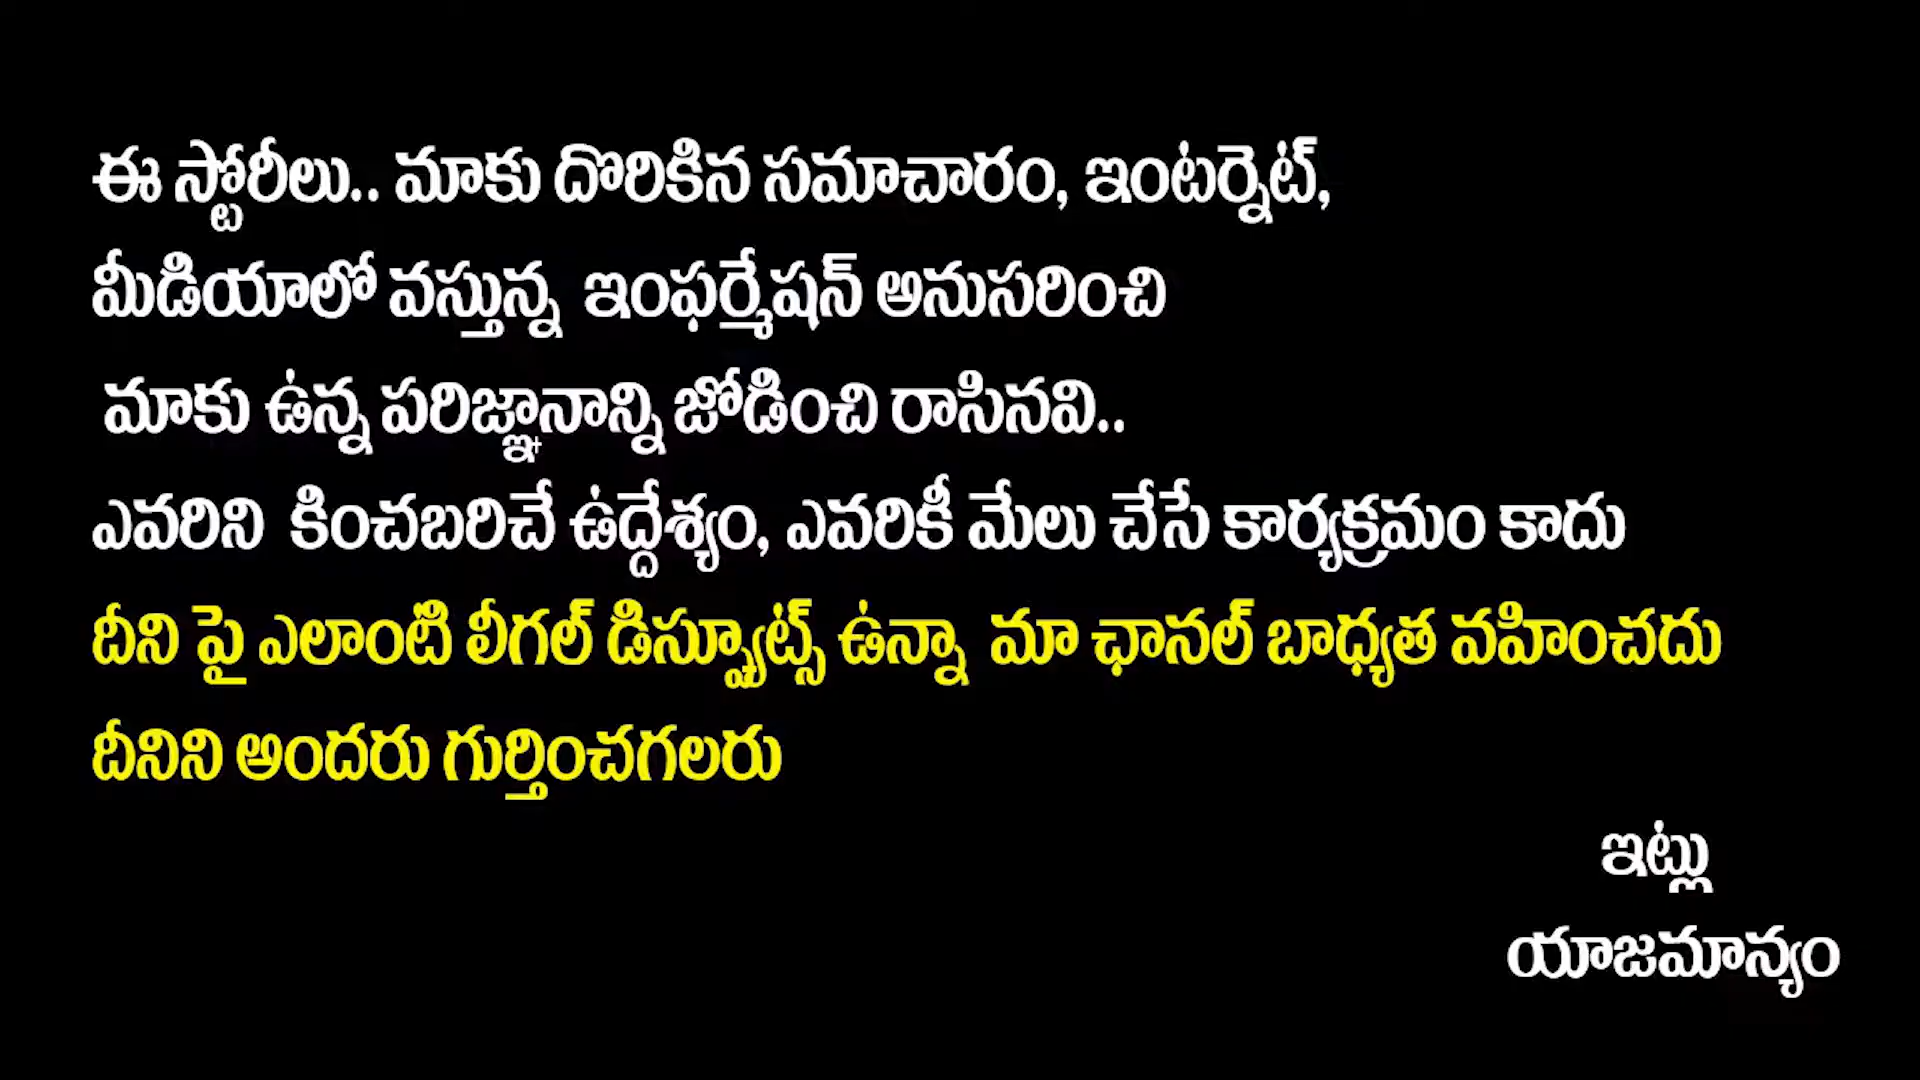 ఈ స్టోరీలు.. మాకు దొరికిన సమాచారం, ఇంటర్నెట్,
మీడియాలో వస్తున్న ఇంఫర్మేషన్ అనుసరించి
మాకు ఉన్న పరిజ్ఞానాన్ని జోడించి రాసినవి..
ఎవరిని కించబరిచే ఉద్దేశ్యం, ఎవరికీ మేలు చేసే కార్యక్రమం కాదు
దీని పై ఎలాంటి లీగల్ డిస్ప్యూట్స్ ఉన్నా మా ఛానల్ బాధ్యత వహించదు
దీనిని అందరు గుర్తించగలరు
ఇట్లు
యాజమాన్యం